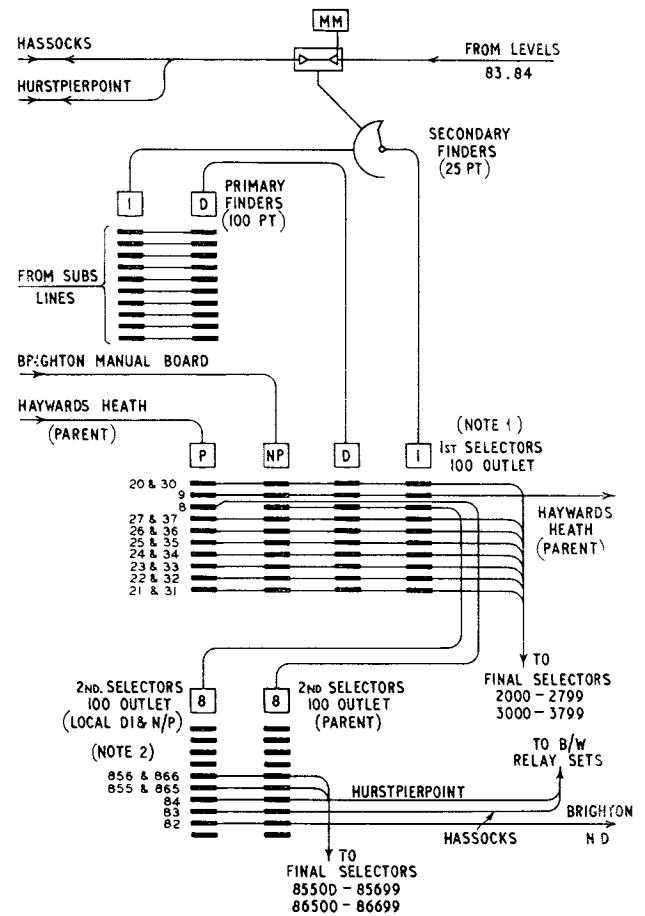 MM
HASSOCKS
FROM LEVELS
83.84
HURSTPIERPOINT
SECONDARY
FINDERS
(25 PT)
PRIMARY
FINDERS
(100 PT)
I
D
FROM SUBS
LINES
BRIGHTON MANUAL BOARD
HAYWARDS HEATH
(PARENT)
(NOTE 1)
1ST SELECTORS
100 OUTLET
P
NP
D
I
20 & 30
9
8
27 & 37
26 & 36
25 & 35
24 & 34
23 & 33
22 & 32
21 & 31
HAYWARDS
HEATH
(PARENT)
TO
FINAL SELECTORS
2000 - 2799
3000 - 3799
2ND. SELECTORS
100 OUTLET
(LOCAL DI & N/P)
(NOTE 2)
8
8
2ND SELECTORS
100 OUTLET
(PARENT)
TO B/W
RELAY SETS
856 & 866
855 & 865
84
83
82
HURSTPIERPOINT
BRIGHTON
HASSOCKS
N D
TO
FINAL SELECTORS
8550D - 85699
86500 - 86699